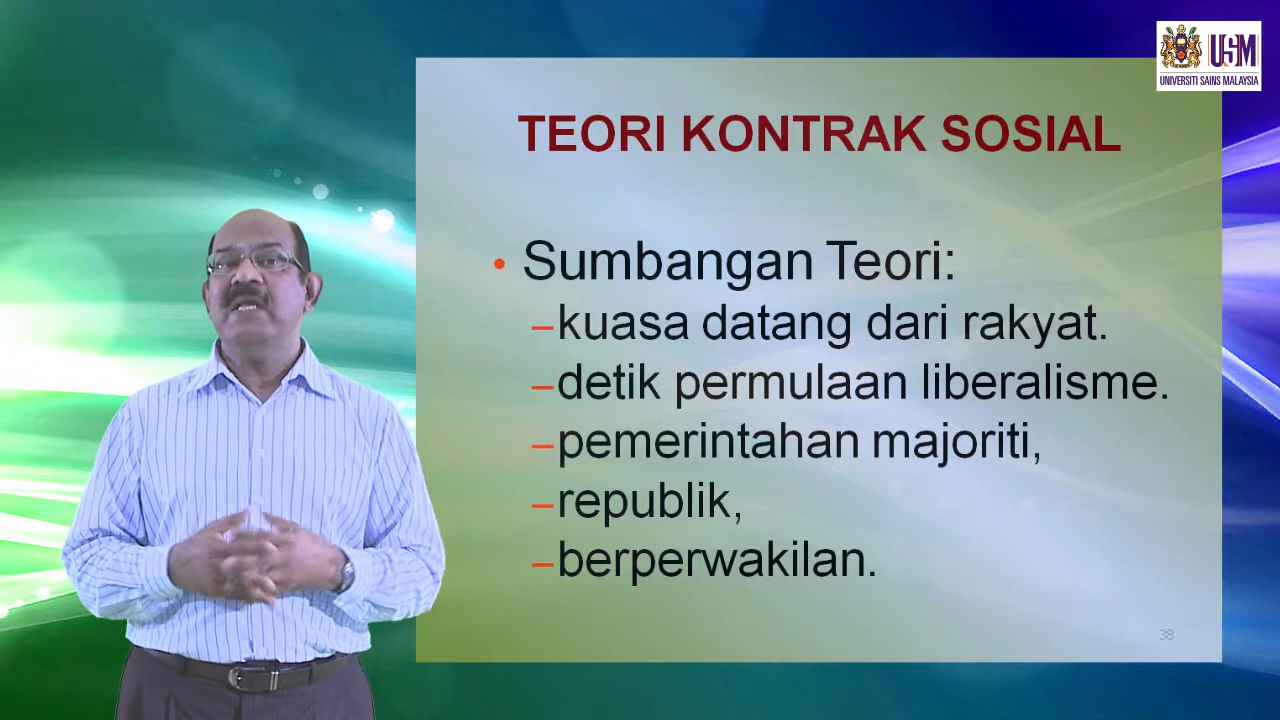 USM
UNIVERSITI SAINS MALAYSIA
TEORI KONTRAK SOSIAL
• Sumbangan Teori:
–kuasa datang dari rakyat.
–detik permulaan liberalisme.
–pemerintahan majoriti,
–republik,
–berperwakilan.
38